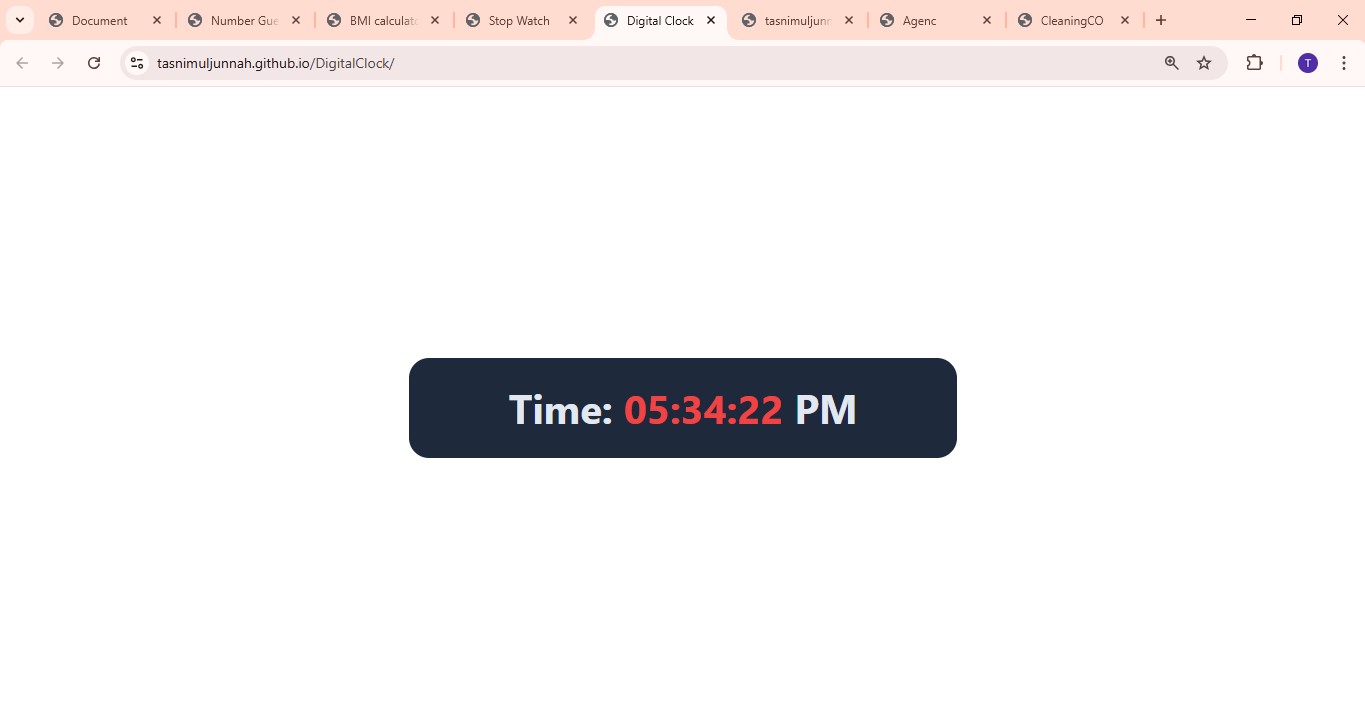 Document
Number Gue
BMI calculato
Stop Watch
Digital Clock
tasnimuljunn
Agenc
CleaningCO
tasnimuljunnah.github.io/DigitalClock/
T
Time: 05:34:22 PM